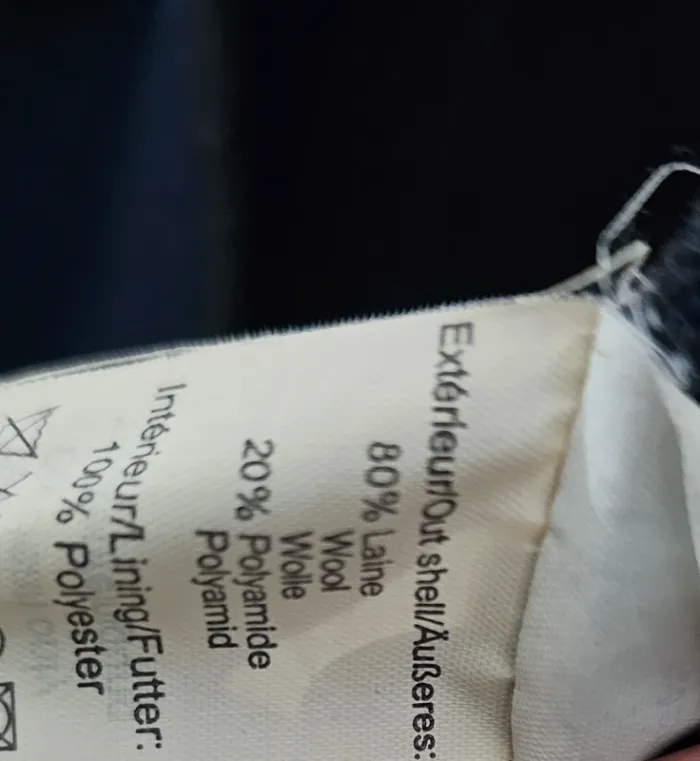 Extérieur/Out shell/Äußeres:
80% Laine
Wool
Wolle
20% Polyamide
Polyamid
Intérieur/Lining/Futter:
100% Polyester